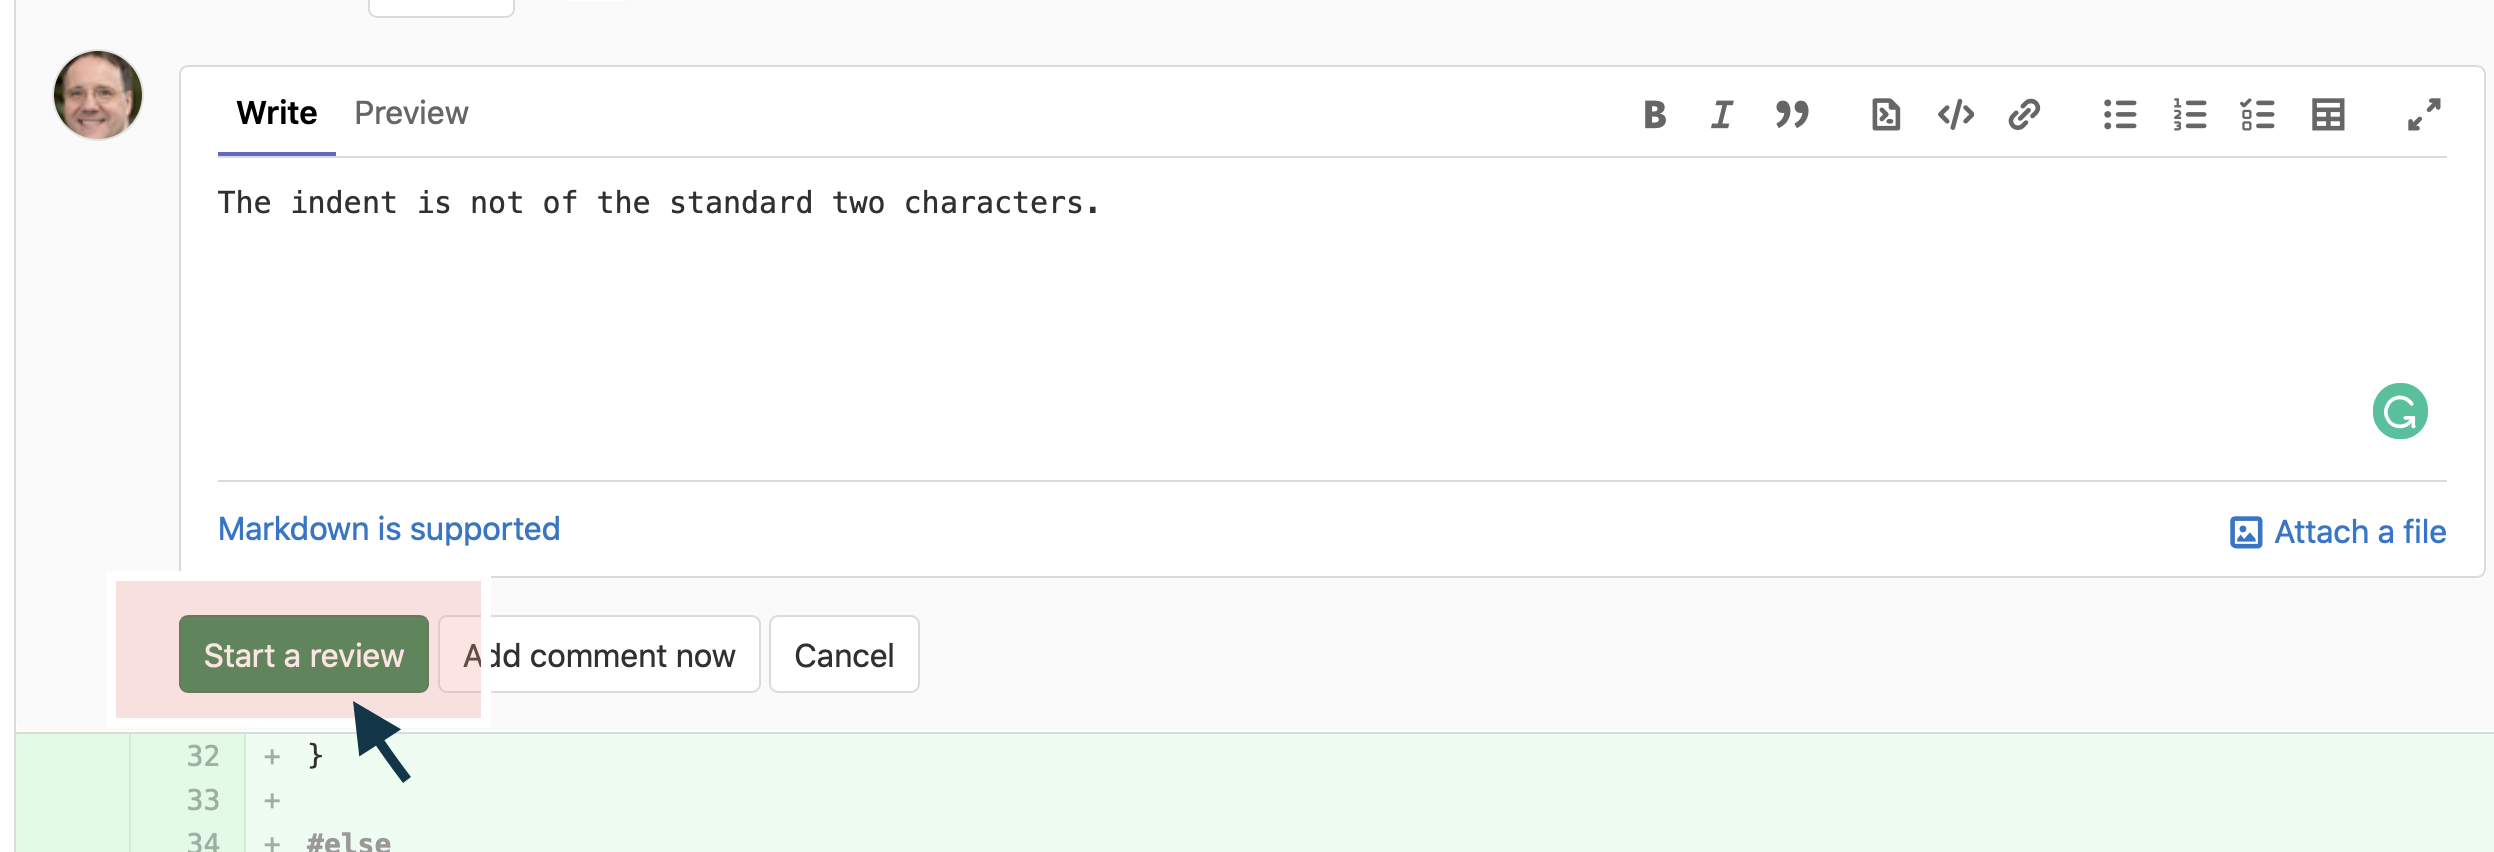 Write Preview
The indent is not of the standard two characters.
Markdown is supported
Attach a file
Start a review Add comment now Cancel
32 + }
33 +
34 + #else